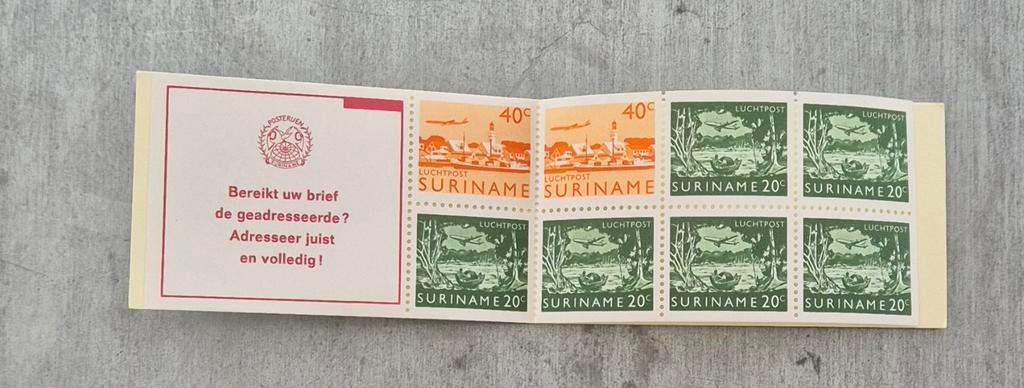 POSTERIJEN
SURINAME
Bereikt uw brief
de geadresseerde?
Adresseer juist
en volledig!
40c
LUCHTPOST
SURINAME
40c
LUCHTPOST
SURINAME
LUCHTPOST
SURINAME 20c
LUCHTPOST
SURINAME 20c
LUCHTPOST
SURINAME 20c
LUCHTPOST
SURINAME 20c
LUCHTPOST
SURINAME 20c
LUCHTPOST
SURINAME 20c